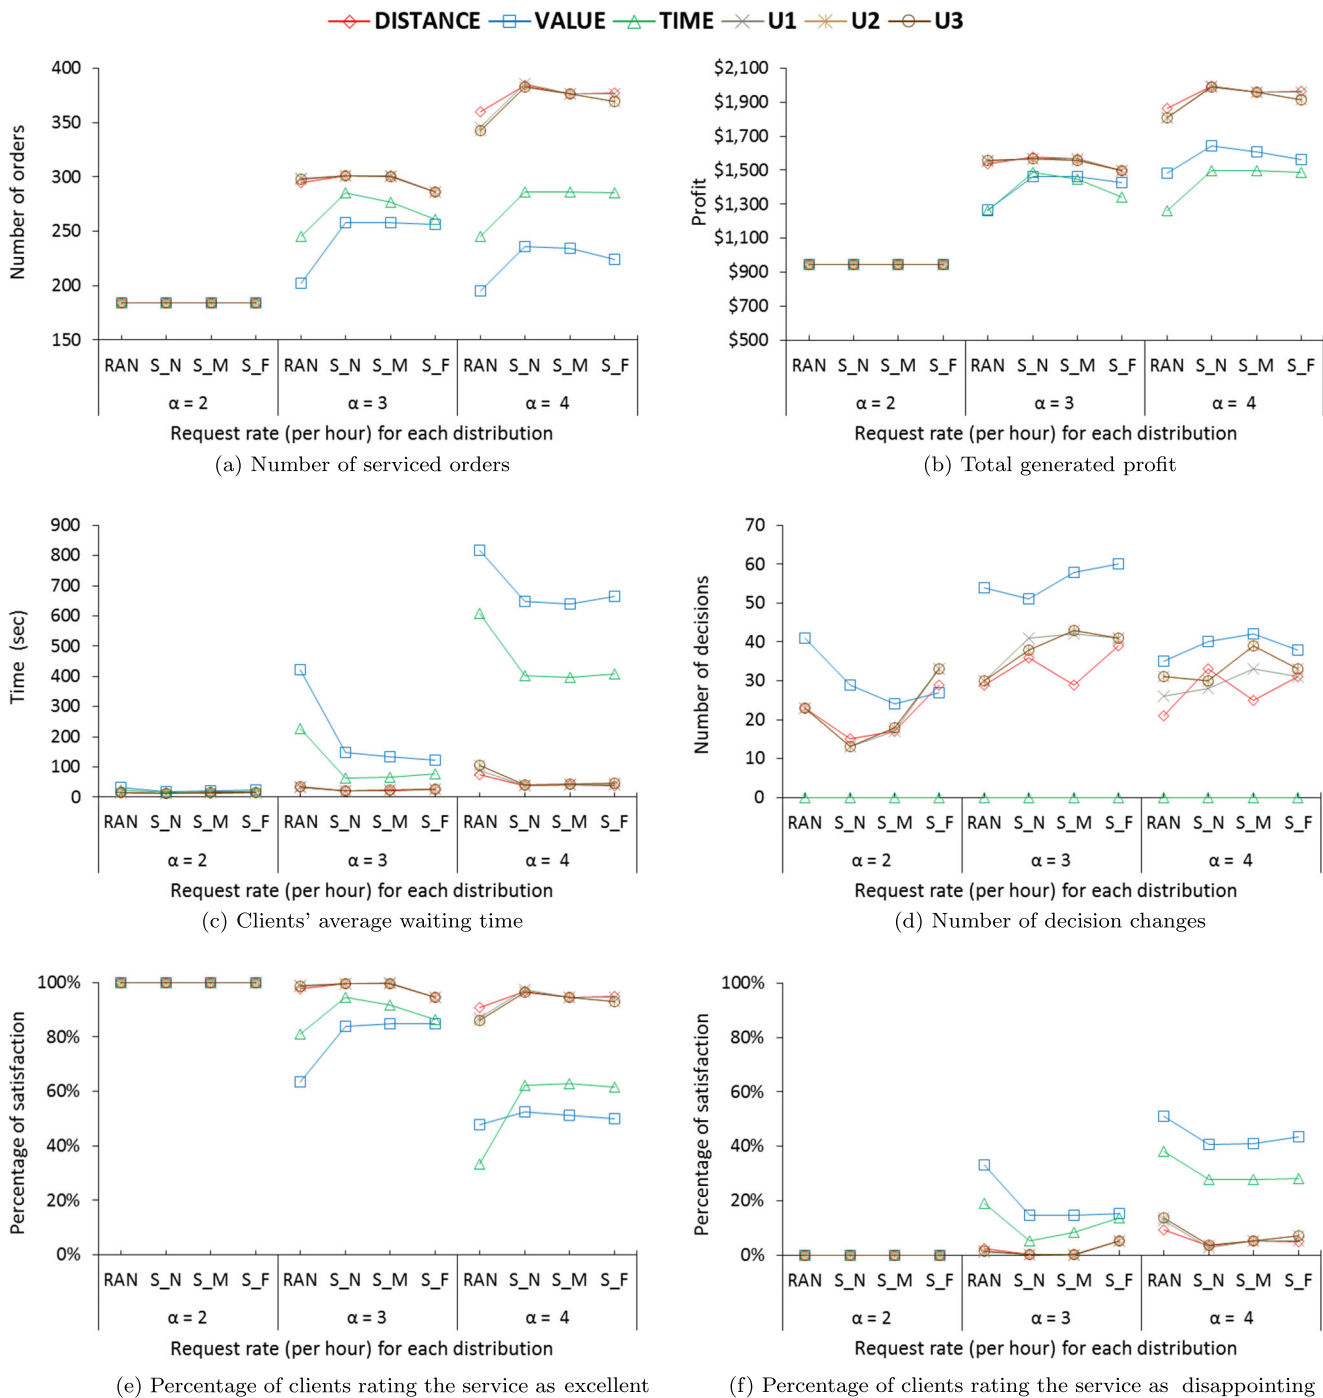 DISTANCE VALUE TIME U1 U2 U3
Number of orders
400
350
300
250
200
150
RAN S_N S_M S_F RAN S_N S_M S_F RAN S_N S_M S_F
α = 2 α = 3 α = 4
Request rate (per hour) for each distribution
(a) Number of serviced orders
Profit
$2,100
$1,900
$1,700
$1,500
$1,300
$1,100
$900
$700
$500
RAN S_N S_M S_F RAN S_N S_M S_F RAN S_N S_M S_F
α = 2 α = 3 α = 4
Request rate (per hour) for each distribution
(b) Total generated profit
Time (sec)
900
800
700
600
500
400
300
200
100
0
RAN S_N S_M S_F RAN S_N S_M S_F RAN S_N S_M S_F
α = 2 α = 3 α = 4
Request rate (per hour) for each distribution
(c) Clients' average waiting time
Number of decisions
70
60
50
40
30
20
10
0
RAN S_N S_M S_F RAN S_N S_M S_F RAN S_N S_M S_F
α = 2 α = 3 α = 4
Request rate (per hour) for each distribution
(d) Number of decision changes
Percentage of satisfaction
100%
80%
60%
40%
20%
0%
RAN S_N S_M S_F RAN S_N S_M S_F RAN S_N S_M S_F
α = 2 α = 3 α = 4
Request rate (per hour) for each distribution
(e) Percentage of clients rating the service as excellent
Percentage of satisfaction
100%
80%
60%
40%
20%
0%
RAN S_N S_M S_F RAN S_N S_M S_F RAN S_N S_M S_F
α = 2 α = 3 α = 4
Request rate (per hour) for each distribution
(f) Percentage of clients rating the service as disappointing